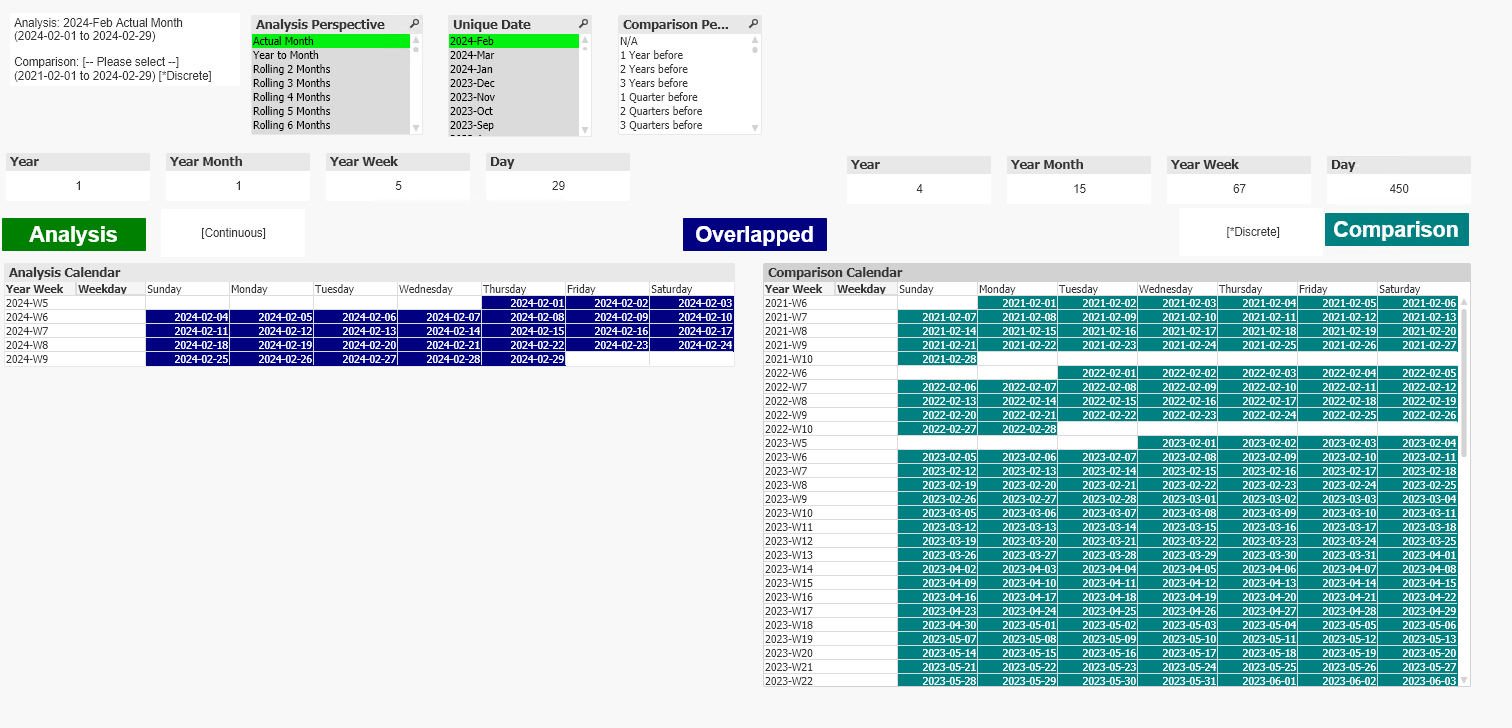 Analysis: 2024-Feb Actual Month
(2024-02-01 to 2024-02-29)
Comparison: [-- Please select --]
(2021-02-01 to 2024-02-29) [*Discrete]
Analysis Perspective
Actual Month
Year to Month
Rolling 2 Months
Rolling 3 Months
Rolling 4 Months
Rolling 5 Months
Rolling 6 Months
Unique Date
2024-Feb
2024-Mar
2024-Jan
2023-Dec
2023-Nov
2023-Oct
2023-Sep
Comparison Pe...
N/A
1 Year before
2 Years before
3 Years before
1 Quarter before
2 Quarters before
3 Quarters before
Year Year Month Year Week Day
1 1 5 29
Year Year Month Year Week Day
4 15 67 450
Analysis [Continuous] Overlapped [*Discrete] Comparison
Analysis Calendar
Year Week Weekday Sunday Monday Tuesday Wednesday Thursday Friday Saturday
2024-W5 2024-02-01 2024-02-02 2024-02-03
2024-W6 2024-02-04 2024-02-05 2024-02-06 2024-02-07 2024-02-08 2024-02-09 2024-02-10
2024-W7 2024-02-11 2024-02-12 2024-02-13 2024-02-14 2024-02-15 2024-02-16 2024-02-17
2024-W8 2024-02-18 2024-02-19 2024-02-20 2024-02-21 2024-02-22 2024-02-23 2024-02-24
2024-W9 2024-02-25 2024-02-26 2024-02-27 2024-02-28 2024-02-29
Comparison Calendar
Year Week Weekday Sunday Monday Tuesday Wednesday Thursday Friday Saturday
2021-W6 2021-02-01 2021-02-02 2021-02-03 2021-02-04 2021-02-05 2021-02-06
2021-W7 2021-02-07 2021-02-08 2021-02-09 2021-02-10 2021-02-11 2021-02-12 2021-02-13
2021-W8 2021-02-14 2021-02-15 2021-02-16 2021-02-17 2021-02-18 2021-02-19 2021-02-20
2021-W9 2021-02-21 2021-02-22 2021-02-23 2021-02-24 2021-02-25 2021-02-26 2021-02-27
2021-W10 2021-02-28
2022-W6 2022-02-01 2022-02-02 2022-02-03 2022-02-04 2022-02-05
2022-W7 2022-02-06 2022-02-07 2022-02-08 2022-02-09 2022-02-10 2022-02-11 2022-02-12
2022-W8 2022-02-13 2022-02-14 2022-02-15 2022-02-16 2022-02-17 2022-02-18 2022-02-19
2022-W9 2022-02-20 2022-02-21 2022-02-22 2022-02-23 2022-02-24 2022-02-25 2022-02-26
2022-W10 2022-02-27 2022-02-28
2023-W5 2023-02-01 2023-02-02 2023-02-03 2023-02-04
2023-W6 2023-02-05 2023-02-06 2023-02-07 2023-02-08 2023-02-09 2023-02-10 2023-02-11
2023-W7 2023-02-12 2023-02-13 2023-02-14 2023-02-15 2023-02-16 2023-02-17 2023-02-18
2023-W8 2023-02-19 2023-02-20 2023-02-21 2023-02-22 2023-02-23 2023-02-24 2023-02-25
2023-W9 2023-02-26 2023-02-27 2023-02-28 2023-03-01 2023-03-02 2023-03-03 2023-03-04
2023-W10 2023-03-05 2023-03-06 2023-03-07 2023-03-08 2023-03-09 2023-03-10 2023-03-11
2023-W11 2023-03-12 2023-03-13 2023-03-14 2023-03-15 2023-03-16 2023-03-17 2023-03-18
2023-W12 2023-03-19 2023-03-20 2023-03-21 2023-03-22 2023-03-23 2023-03-24 2023-03-25
2023-W13 2023-03-26 2023-03-27 2023-03-28 2023-03-29 2023-03-30 2023-03-31 2023-04-01
2023-W14 2023-04-02 2023-04-03 2023-04-04 2023-04-05 2023-04-06 2023-04-07 2023-04-08
2023-W15 2023-04-09 2023-04-10 2023-04-11 2023-04-12 2023-04-13 2023-04-14 2023-04-15
2023-W16 2023-04-16 2023-04-17 2023-04-18 2023-04-19 2023-04-20 2023-04-21 2023-04-22
2023-W17 2023-04-23 2023-04-24 2023-04-25 2023-04-26 2023-04-27 2023-04-28 2023-04-29
2023-W18 2023-04-30 2023-05-01 2023-05-02 2023-05-03 2023-05-04 2023-05-05 2023-05-06
2023-W19 2023-05-07 2023-05-08 2023-05-09 2023-05-10 2023-05-11 2023-05-12 2023-05-13
2023-W20 2023-05-14 2023-05-15 2023-05-16 2023-05-17 2023-05-18 2023-05-19 2023-05-20
2023-W21 2023-05-21 2023-05-22 2023-05-23 2023-05-24 2023-05-25 2023-05-26 2023-05-27
2023-W22 2023-05-28 2023-05-29 2023-05-30 2023-05-31 2023-06-01 2023-06-02 2023-06-03